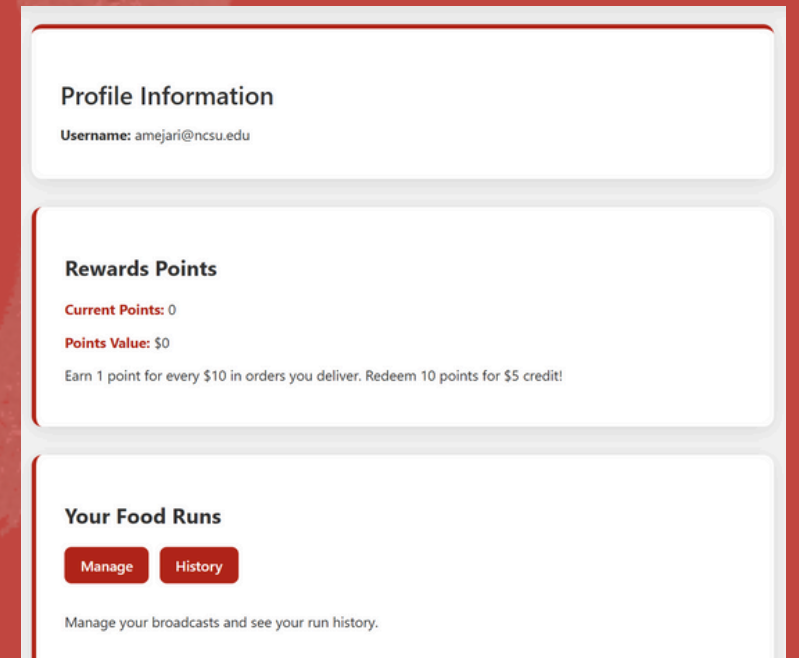 Profile Information
Username: amejari@ncsu.edu
Rewards Points
Current Points: 0
Points Value: $0
Earn 1 point for every $10 in orders you deliver. Redeem 10 points for $5 credit!
Your Food Runs
Manage History
Manage your broadcasts and see your run history.